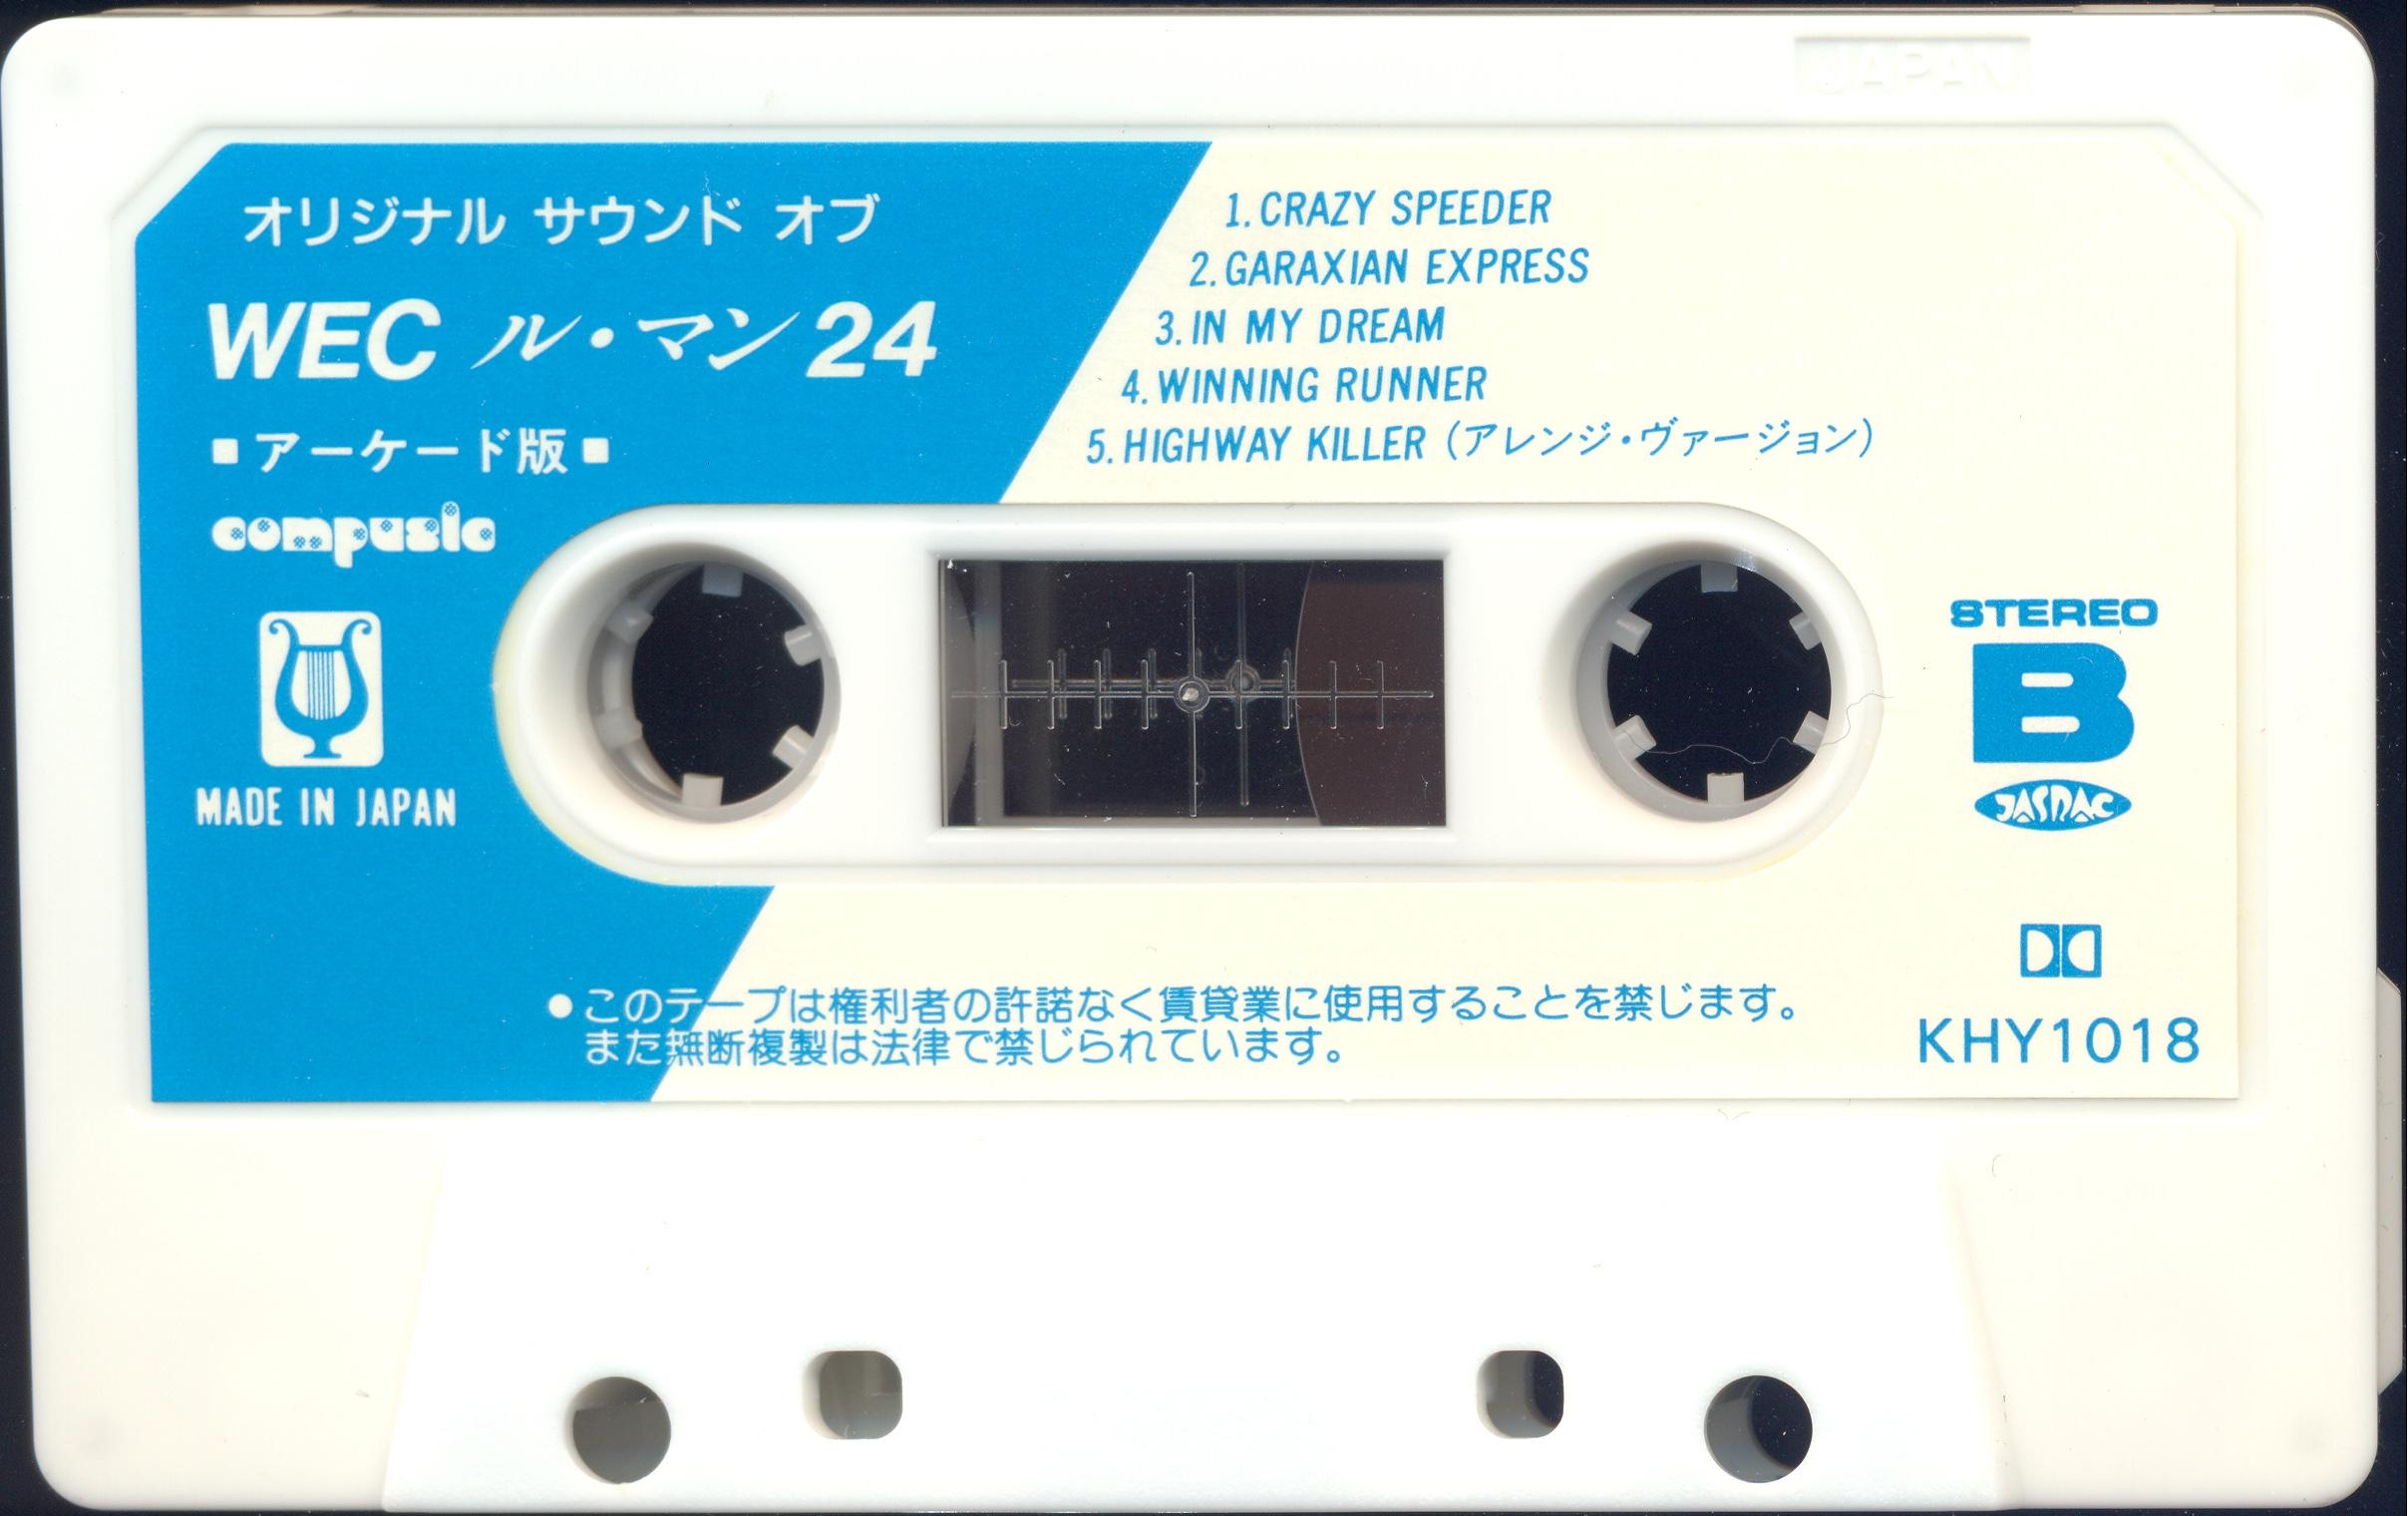 JAPAN
オリジナル サウンド オブ
WEC ル・マン24
■アーケード版■
compusic
MADE IN JAPAN
1.CRAZY SPEEDER
2.GARAXIAN EXPRESS
3.IN MY DREAM
4.WINNING RUNNER
5.HIGHWAY KILLER (アレンジ・ヴァージョン)
STEREO
B
JASRAC
KHY1018
●このテープは権利者の許諾なく賃貸業に使用することを禁じます。
また無断複製は法律で禁じられています。